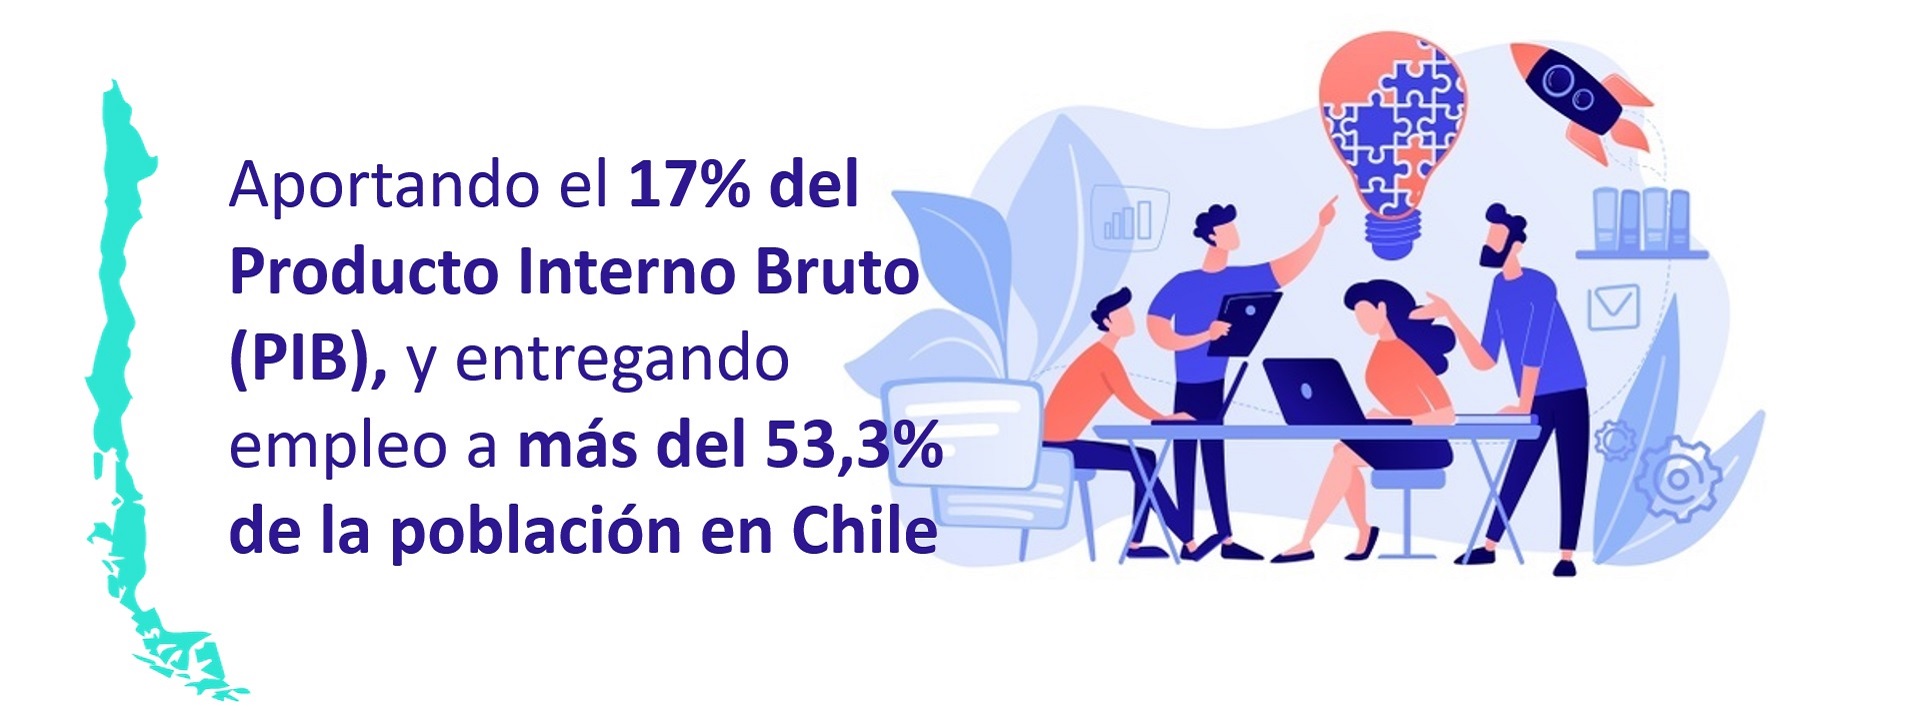 Aportando el 17% del
Producto Interno Bruto
(PIB), y entregando
empleo a más del 53,3%
de la población en Chile